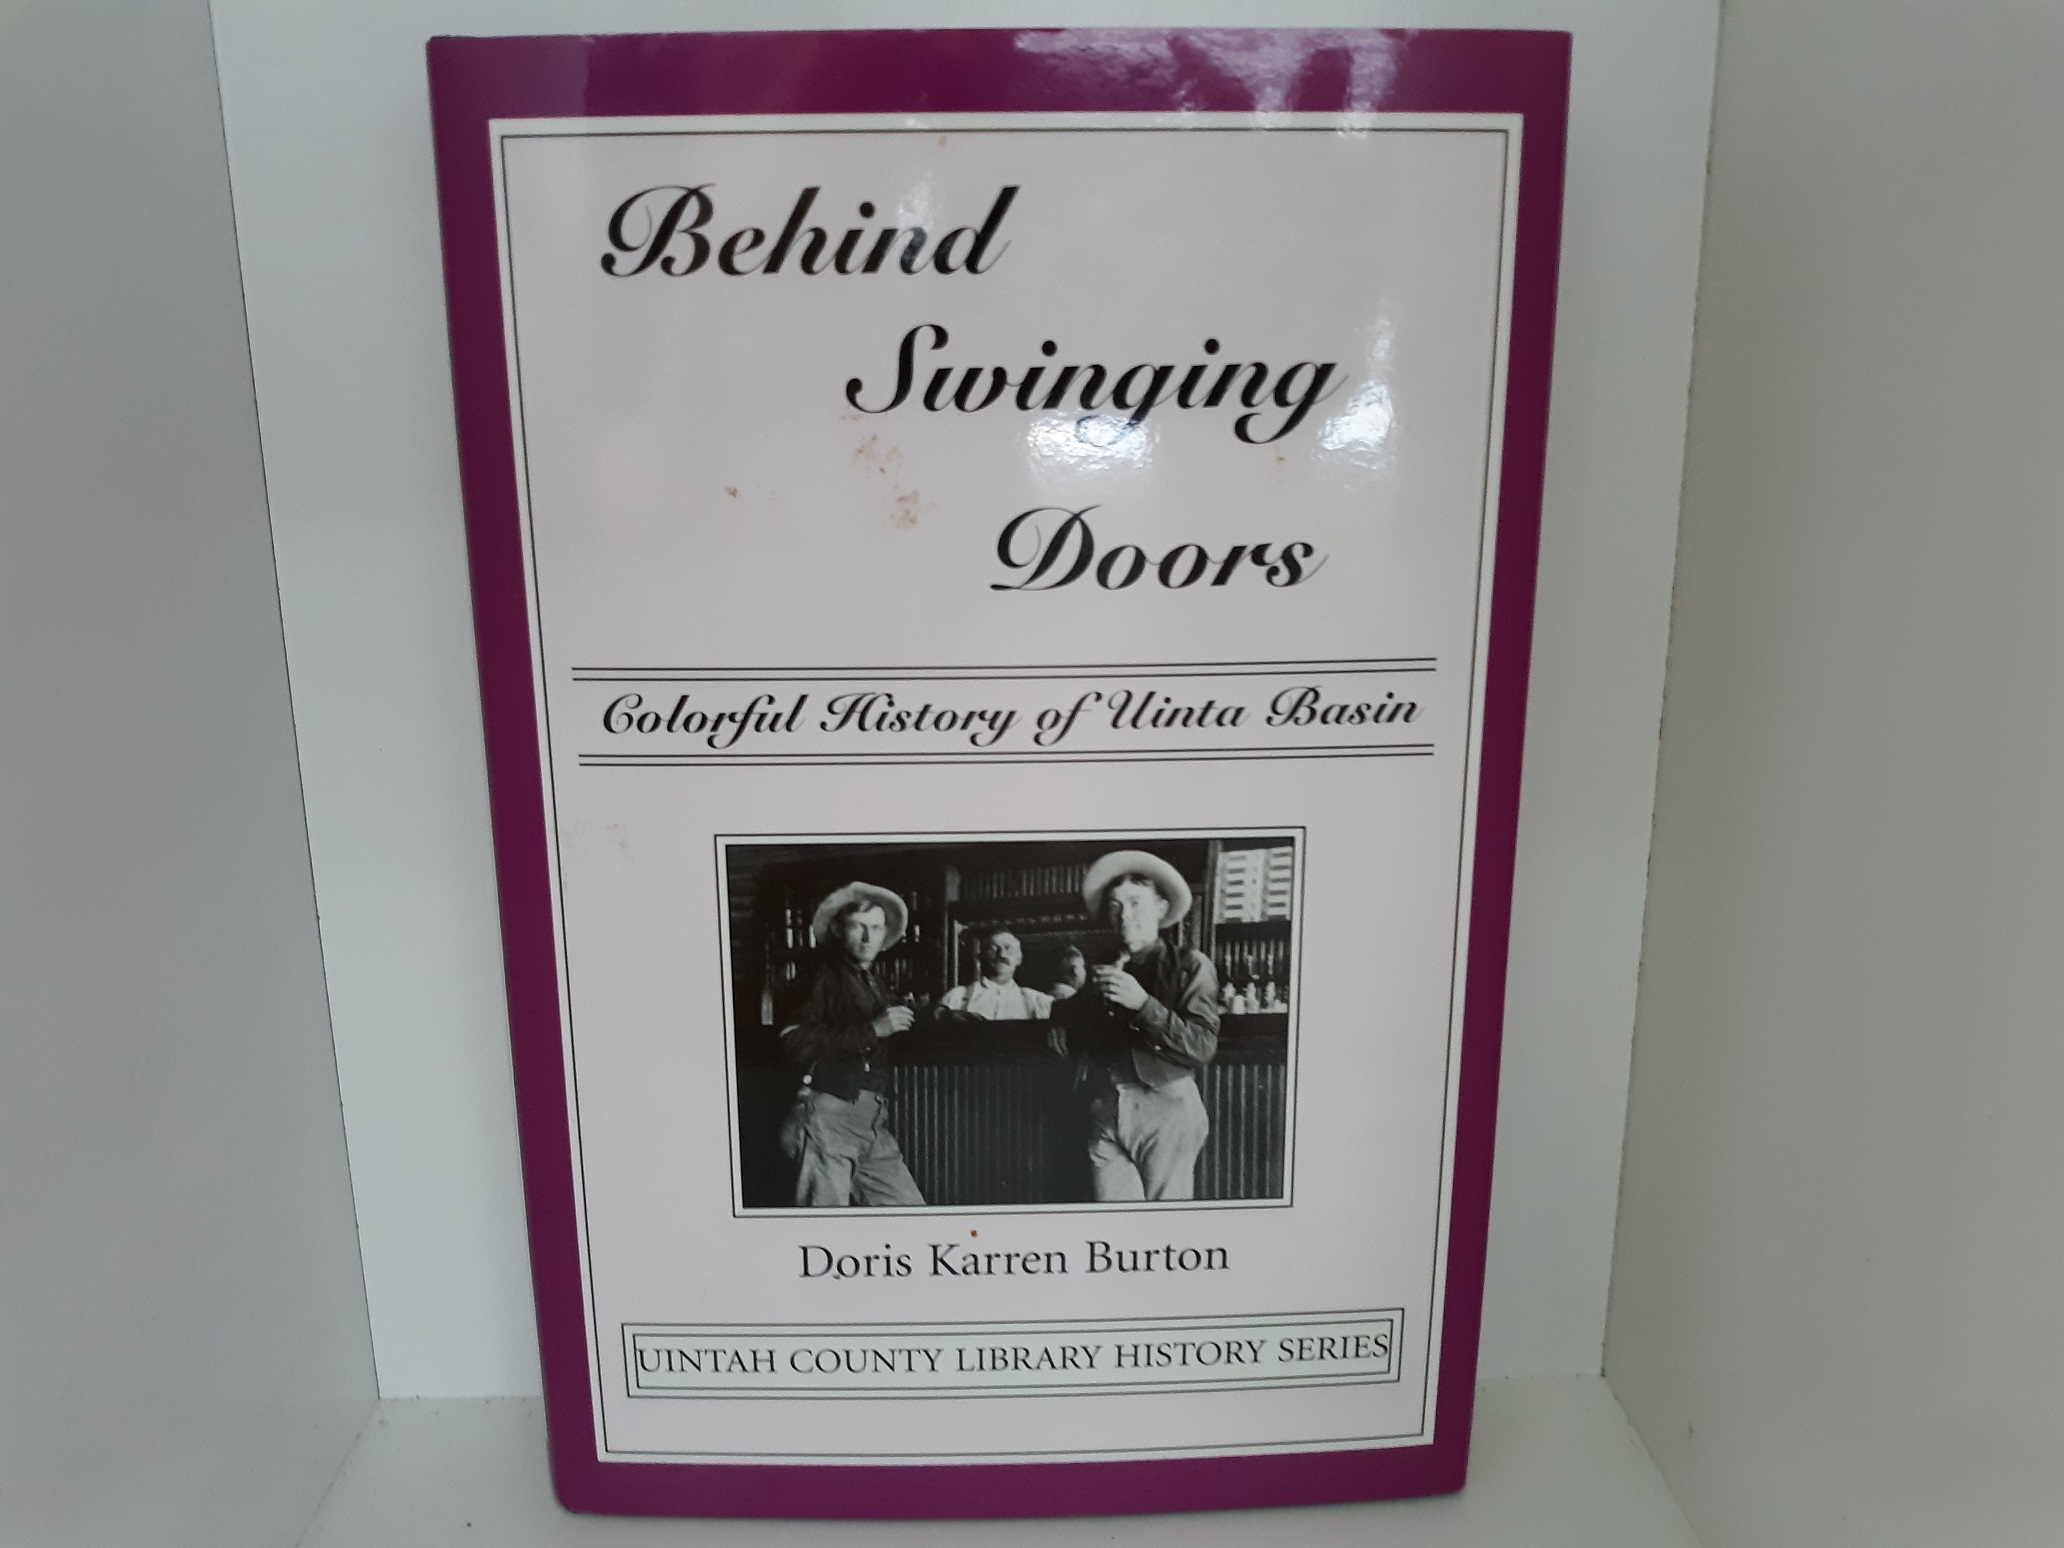 Behind
Swinging
Doors
Colorful History of Uinta Basin
Doris Karren Burton
UINTAH COUNTY LIBRARY HISTORY SERIES